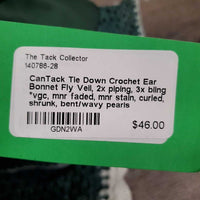 The Tack Collector
140786-28
CanTack Tie Down Crochet Ear
Bonnet Fly Veil, 2x piping, 3x bling
*vgc, mnr faded, mnr stain, curled,
shrunk, bent/wavy pearls
GDN2WA
$46.00